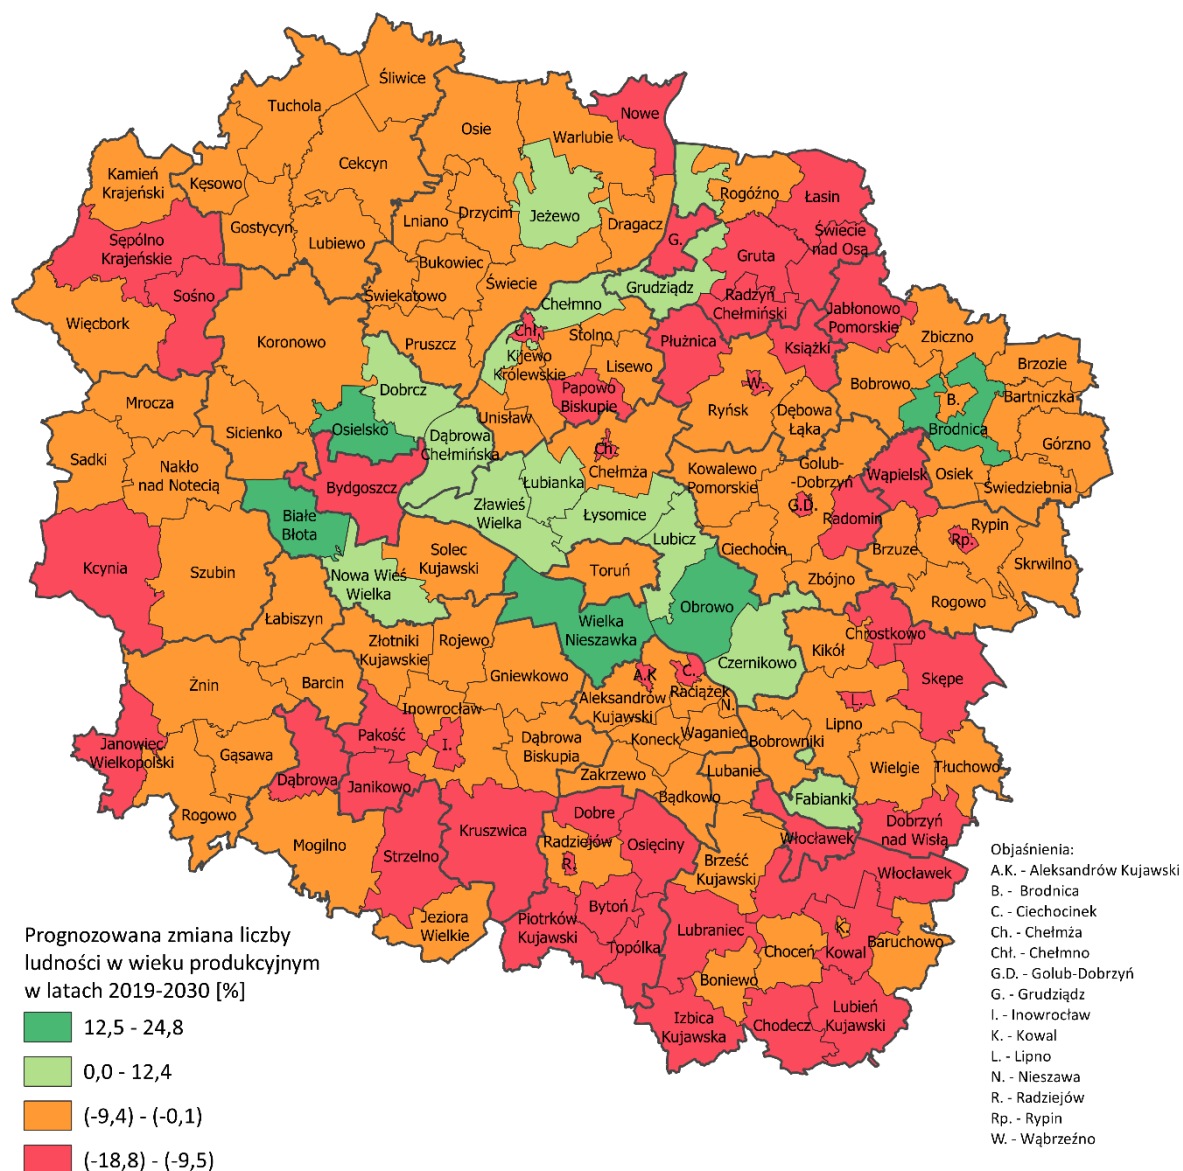 Śliwice
Tuchola
Nowe
Osie
Warlubie
Cekcyn
Kamień
Krajeński
Kęsowo
Rogóźno
Łasin
Jeżewo
Drzycim
Lniano
Dragacz
Gostycyn
Lubiewo
Świecie
nad Osą
Sępólno
Krajeńskie
G.
Gruta
Bukowiec
Świecie
Sośno
Świekatowo
Grudziądz
Radzyń
Chełmiński
Chełmno
Jabłonowo
Pomorskie
Więcbork
Koronowo
Pruszcz
Chł.
Stolno
Płużnica
Książki
Zbiczno
Kijewo
Królewskie
Lisewo
Brzozie
Dobrcz
Papowo
Biskupie
W.
Bobrowo
Bartniczka
Mrocza
B.
Ryńsk
Dębowa
Łąka
Unisław
Osielsko
Brodnica
Sicienko
Dąbrowa
Chełmińska
Górzno
Sadki
Ch.
Chełmża
Nakło
nad Notecią
Kowalewo
Pomorskie
Golub-
-Dobrzyń
Wąpielsk
Osiek
Bydgoszcz
Łubianka
Świedziebnia
Zławieś
Wielka
G.D.
Białe
Błota
Łysomice
Radomin
Rypin
Lubicz
Rp.
Ciechocin
Brzuze
Solec
Kujawski
Skrwilno
Kcynia
Szubin
Nowa Wieś
Wielka
Toruń
Zbójno
Rogowo
Obrowo
Łabiszyn
Wielka
Nieszawka
Chrostkowo
Złotniki
Kujawskie
Rojewo
Kikół
Czernikowo
Gniewkowo
A.K
C.
Raciążek
Skępe
Żnin
Barcin
Aleksandrów
Kujawski
N.
L.
Inowrocław
Lipno
Pakość
Dąbrowa
Biskupia
Koneck
Waganiec
Janowiec
Wielkopolski
I.
Bobrowniki
Gąsawa
Wielgie
Tłuchowo
Dąbrowa
Janikowo
Zakrzewo
Lubanie
Bądkowo
Fabianki
Rogowo
Dobre
Dobrzyń
nad Wisłą
Kruszwica
Włocławek
Mogilno
Radziejów
Osięciny
Strzelno
R.
Brześć
Kujawski
Włocławek
Bytoń
Jeziora
Wielkie
Piotrków
Kujawski
Lubraniec
K.
Topólka
Choceń
Kowal
Baruchowo
Boniewo
Izbica
Kujawska
Chodecz
Lubień
Kujawski
Prognozowana zmiana liczby
ludności w wieku produkcyjnym
w latach 2019-2030 [%]
12,5 - 24,8
0,0 - 12,4
(-9,4) - (-0,1)
(-18,8) - (-9,5)
Objaśnienia:
A.K. - Aleksandrów Kujawski
B. - Brodnica
C. - Ciechocinek
Ch. - Chełmża
Chł. - Chełmno
G.D. - Golub-Dobrzyń
G. - Grudziądz
I. - Inowrocław
K. - Kowal
L. - Lipno
N. - Nieszawa
R. - Radziejów
Rp. - Rypin
W. - Wąbrzeźno